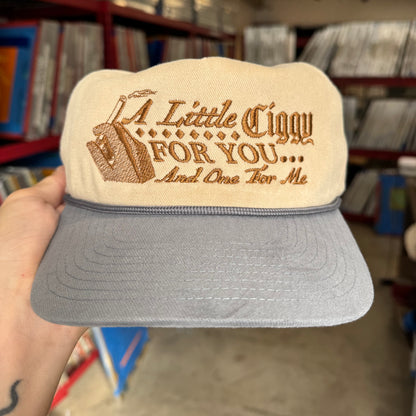 A Little Ciggy
FOR YOU...
And One For Me